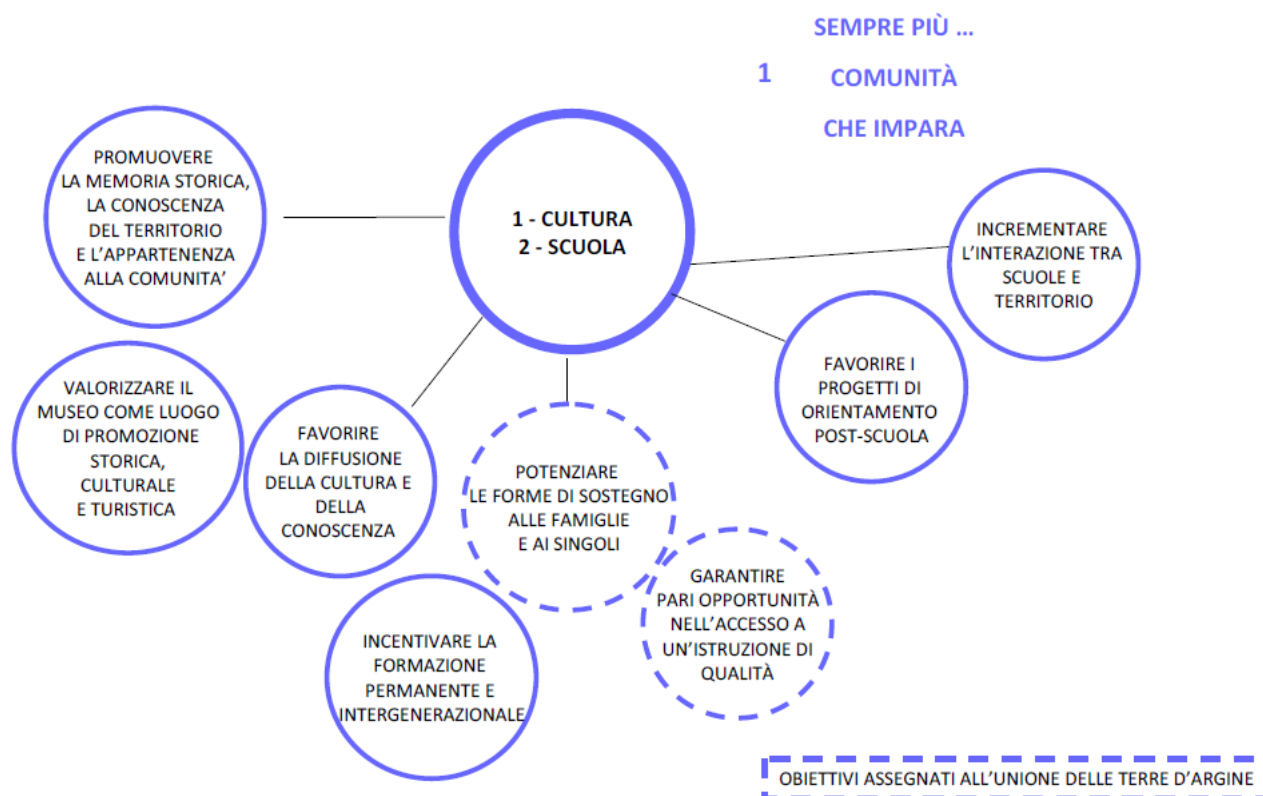 SEMPRE PIÙ ...
1 COMUNITÀ
CHE IMPARA
1 - CULTURA
2 - SCUOLA
PROMUOVERE
LA MEMORIA STORICA,
LA CONOSCENZA
DEL TERRITORIO
E L'APPARTENENZA
ALLA COMUNITA'
INCREMENTARE
L'INTERAZIONE TRA
SCUOLE E
TERRITORIO
VALORIZZARE IL
MUSEO COME LUOGO
DI PROMOZIONE
STORICA,
CULTURALE
E TURISTICA
FAVORIRE
LA DIFFUSIONE
DELLA CULTURA E
DELLA
CONOSCENZA
POTENZIARE
LE FORME DI SOSTEGNO
ALLE FAMIGLIE
E AI SINGOLI
FAVORIRE I
PROGETTI DI
ORIENTAMENTO
POST-SCUOLA
GARANTIRE
PARI OPPORTUNITÀ
NELL'ACCESSO A
UN'ISTRUZIONE DI
QUALITÀ
INCENTIVARE LA
FORMAZIONE
PERMANENTE E
INTERGENERAZIONALE
OBIETTIVI ASSEGNATI ALL'UNIONE DELLE TERRE D'ARGINE